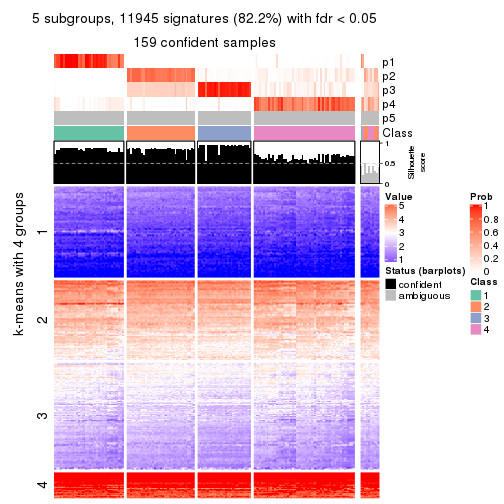 5 subgroups, 11945 signatures (82.2%) with fdr < 0.05
159 confident samples
p1
p2
p3
p4
p5
Class
1
0.5
0
Silhouette
score
k-means with 4 groups
1
2
3
4
Value
5
4
3
2
1
Status (barplots)
confident
ambiguous
Prob
1
0.8
0.6
0.4
0.2
0
Class
1
2
3
4